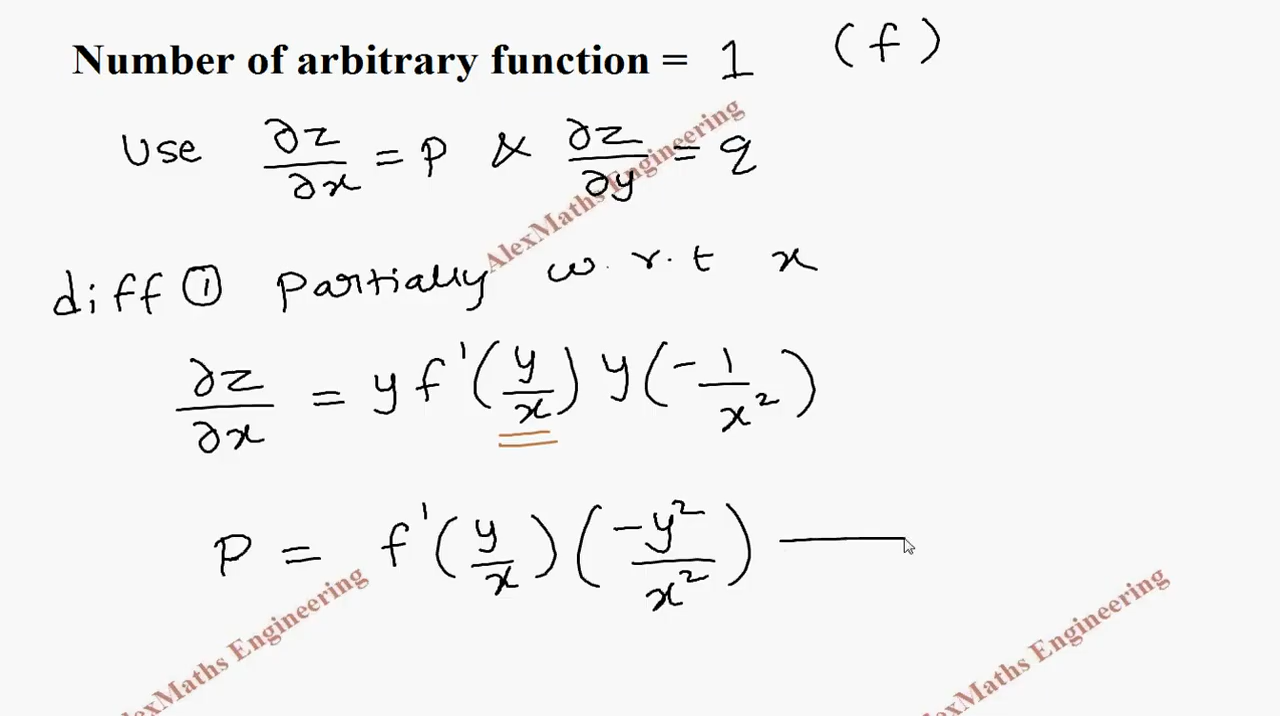 Number of arbitrary function = 1 (f)
Use ∂z/∂x = p & ∂z/∂y = q
AlexMaths Engineering
diff ① Partially w.r.t x
∂z/∂x = y f'(y/x) y(-1/x²)
P = f'(y/x) (-y²/x²) ―
AlexMaths Engineering
AlexMaths Engineering